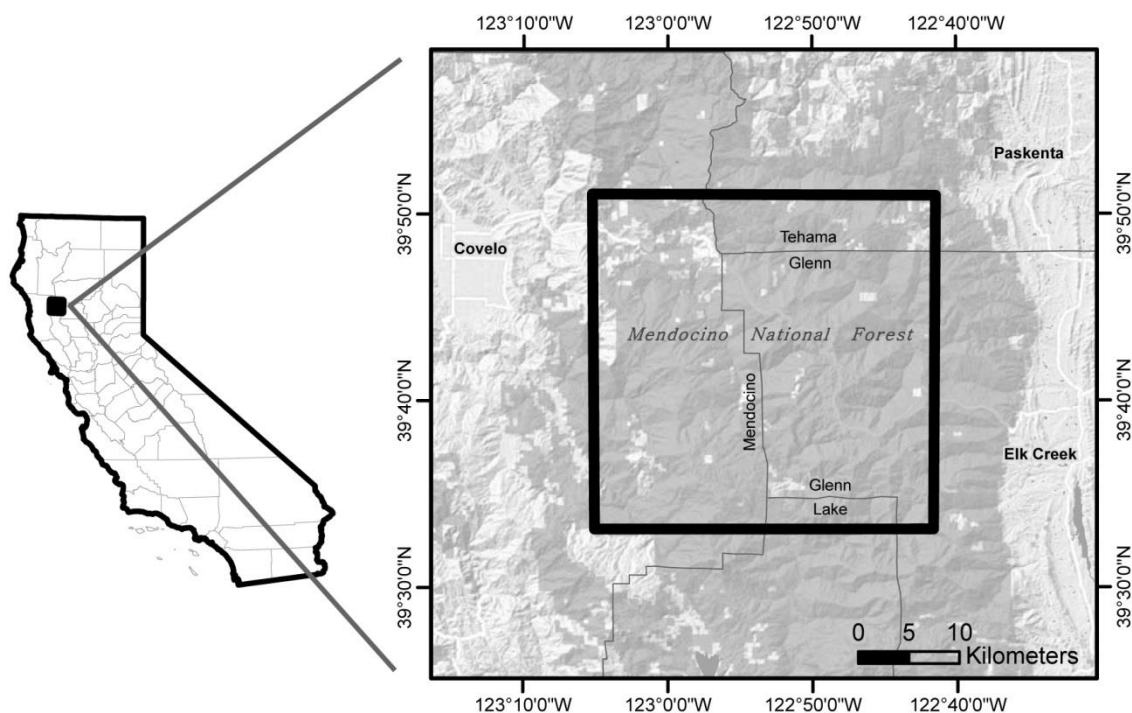 123°10'0"W 123°0'0"W 122°50'0"W 122°40'0"W
39°50'0"N
39°40'0"N
39°30'0"N
Paskenta
39°50'0"N
Covelo
Tehama
Glenn
Mendocino National Forest
Mendocino
39°40'0"N
Elk Creek
Glenn
Lake
39°30'0"N
0 5 10
Kilometers
123°10'0"W 123°0'0"W 122°50'0"W 122°40'0"W